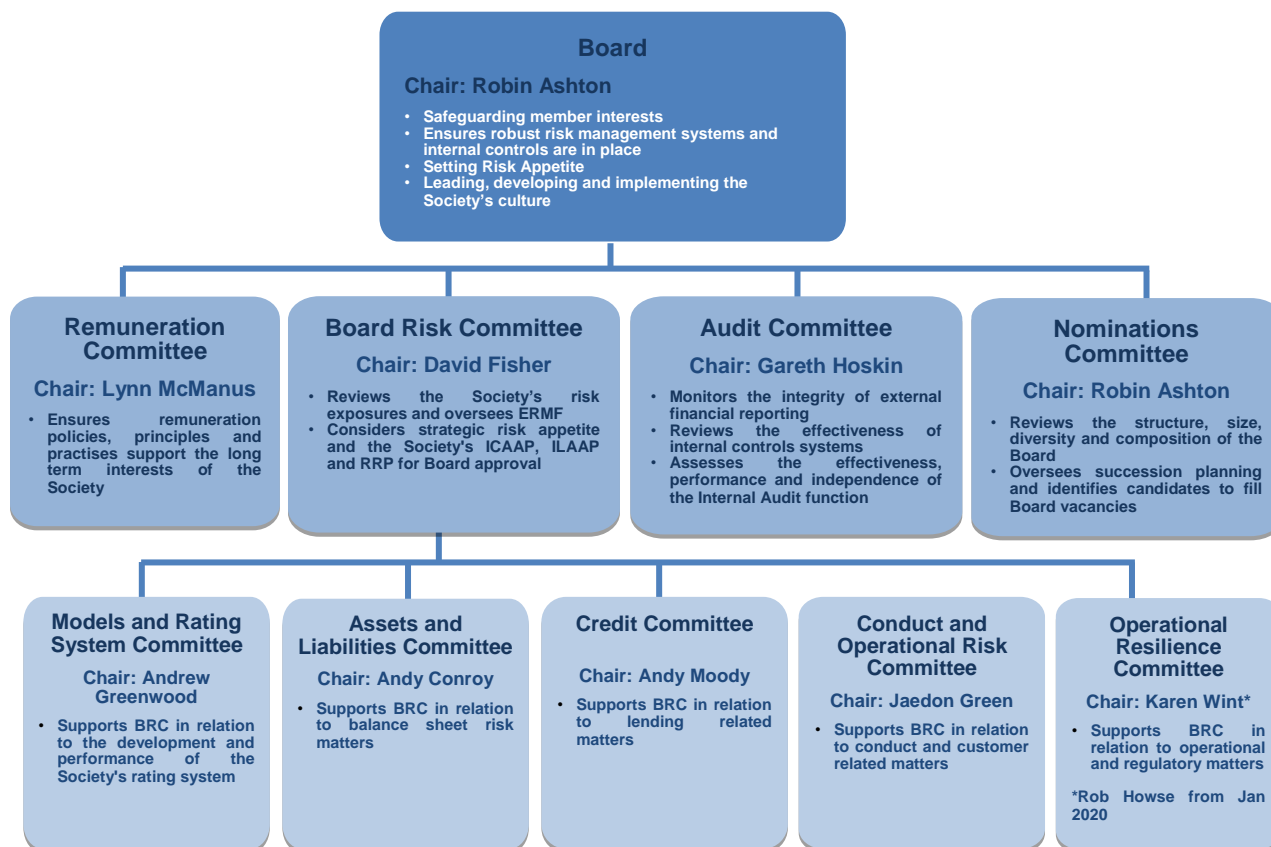 Board
Chair: Robin Ashton
• Safeguarding member interests
• Ensures robust risk management systems and
internal controls are in place
• Setting Risk Appetite
• Leading, developing and implementing the
Society's culture
Remuneration
Committee
Chair: Lynn McManus
• Ensures remuneration
policies, principles and
practises support the long
term interests of the
Society
Board Risk Committee
Chair: David Fisher
• Reviews the Society's risk
exposures and oversees ERMF
• Considers strategic risk appetite
and the Society's ICAAP, ILAAP
and RRP for Board approval
Audit Committee
Chair: Gareth Hoskin
• Monitors the integrity of external
financial reporting
• Reviews the effectiveness of
internal controls systems
• Assesses the effectiveness,
performance and independence of
the Internal Audit function
Nominations
Committee
Chair: Robin Ashton
• Reviews the structure, size,
diversity and composition of the
Board
• Oversees succession planning
and identifies candidates to fill
Board vacancies
Models and Rating
System Committee
Chair: Andrew
Greenwood
• Supports BRC in relation
to the development and
performance of the
Society's rating system
Assets and
Liabilities Committee
Chair: Andy Conroy
• Supports BRC in relation
to balance sheet risk
matters
Credit Committee
Chair: Andy Moody
• Supports BRC in relation
to lending related
matters
Conduct and
Operational Risk
Committee
Chair: Jaedon Green
• Supports BRC in relation
to conduct and customer
related matters
Operational
Resilience
Committee
Chair: Karen Wint*
• Supports BRC in
relation to operational
and regulatory matters
*Rob Howse from Jan
2020